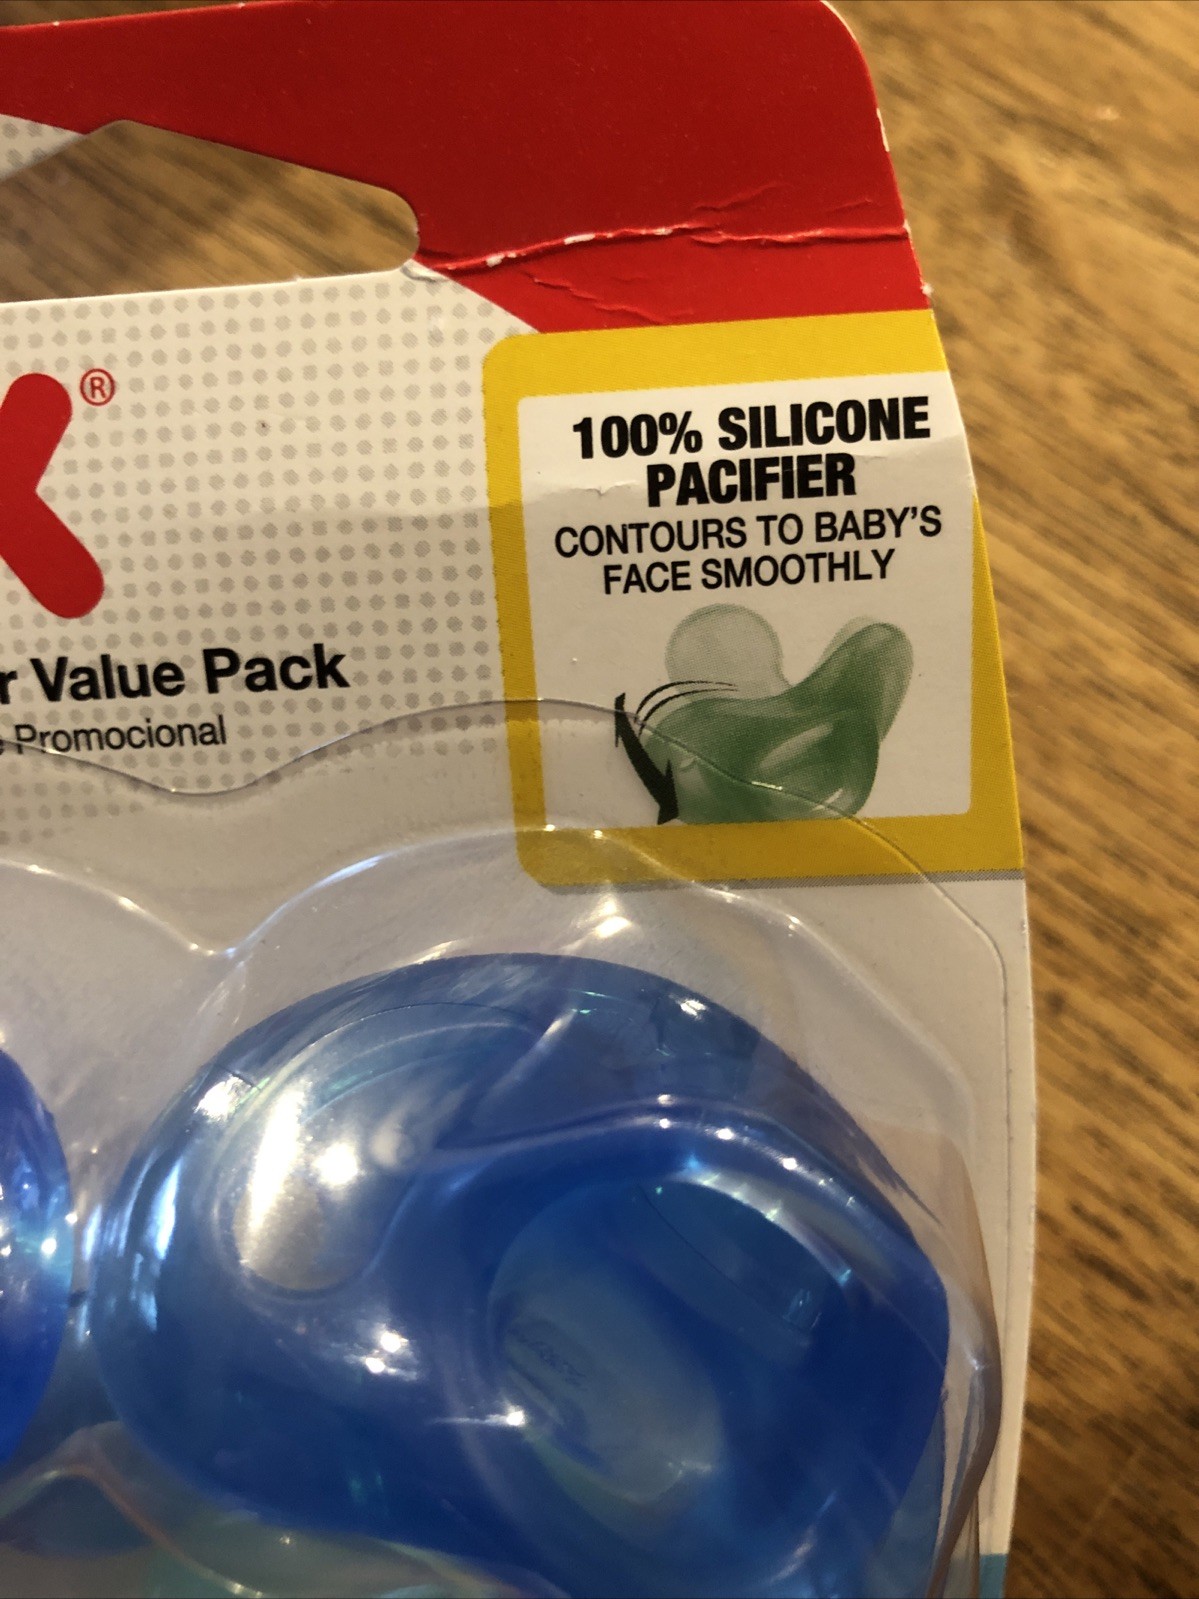 ®
100% SILICONE
PACIFIER
CONTOURS TO BABY'S
FACE SMOOTHLY
r Value Pack
Promocional